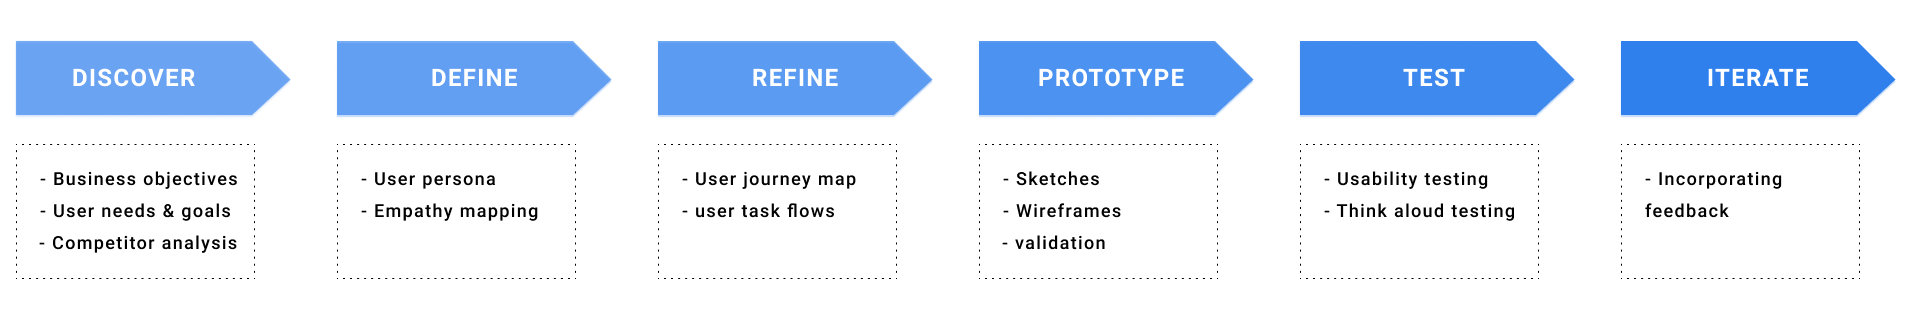 DISCOVER
DEFINE
REFINE
PROTOTYPE
TEST
ITERATE
- Business objectives
- User needs & goals
- Competitor analysis
- User persona
- Empathy mapping
- User journey map
- user task flows
- Sketches
- Wireframes
- validation
- Usability testing
- Think aloud testing
- Incorporating
feedback